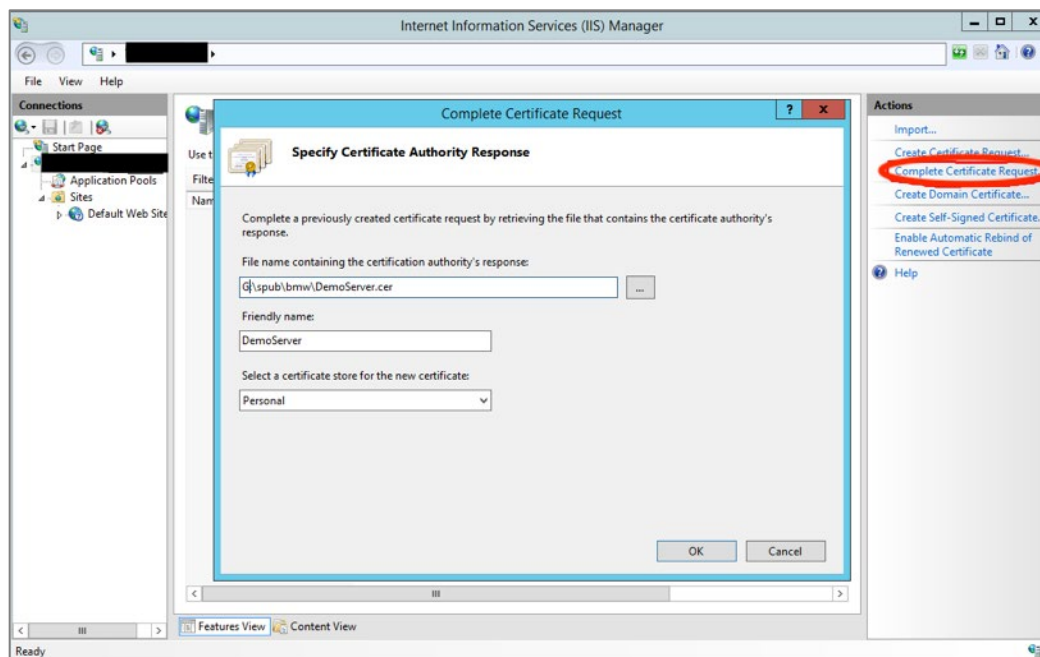 Internet Information Services (IIS) Manager
File View Help
Connections
Start Page
Application Pools
Sites
Default Web Site
Use t
Filte
Nam
Complete Certificate Request
? x
Specify Certificate Authority Response
Complete a previously created certificate request by retrieving the file that contains the certificate authority's
response.
File name containing the certification authority's response:
G\spub\bmw\DemoServer.cer
...
Friendly name:
DemoServer
Select a certificate store for the new certificate:
Personal
OK Cancel
Features View Content View
Actions
Import...
Create Certificate Request...
Complete Certificate Request.
Create Domain Certificate...
Create Self-Signed Certificate.
Enable Automatic Rebind of
Renewed Certificate
Help
Ready